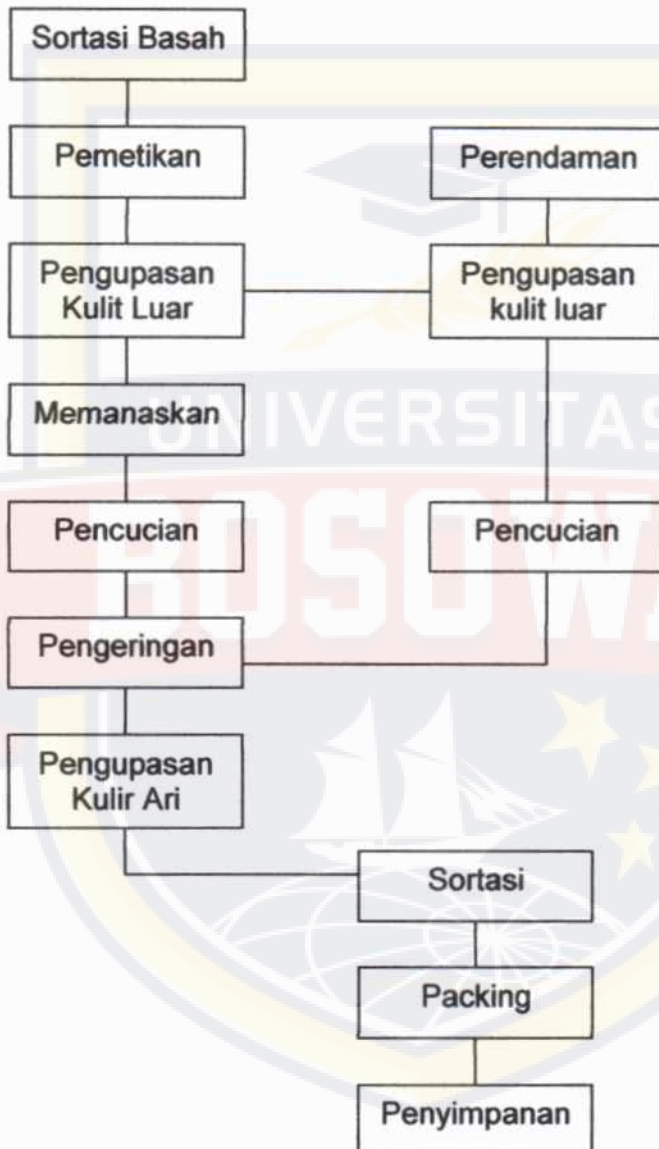 Sortasi Basah
Pemetikan
Perendaman
Pengupasan
Kulit Luar
Pengupasan
kulit luar
Memanaskan
UNIVERSITAS
Pencucian
Pencucian
BOSOWA
Pengeringan
Pengupasan
Kulir Ari
Sortasi
Packing
Penyimpanan